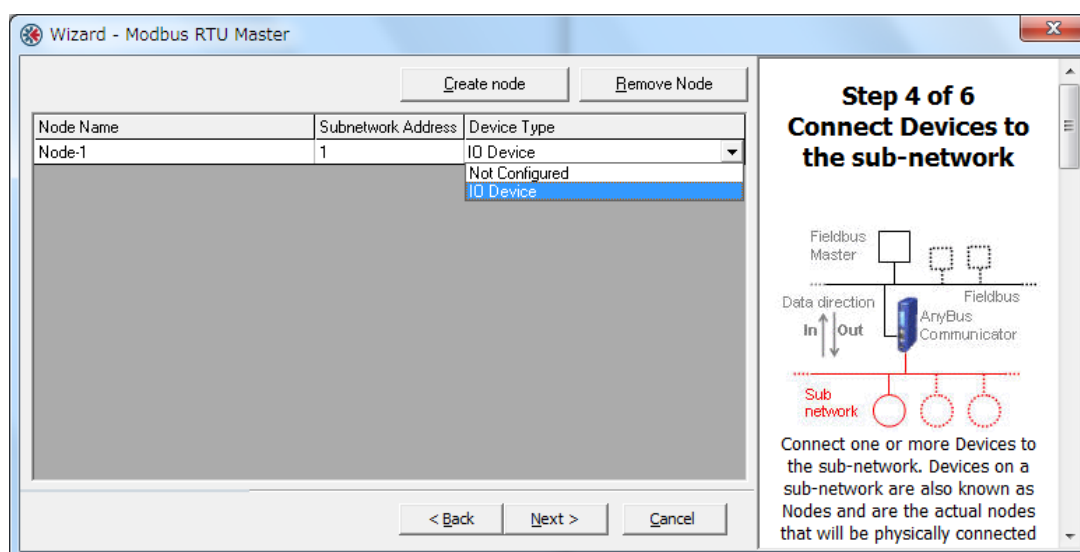 Wizard - Modbus RTU Master
Create node
Remove Node
Node Name
Subnetwork Address
Device Type
Node-1
1
IO Device
Not Configured
IO Device
< Back
Next >
Cancel
Step 4 of 6
Connect Devices to
the sub-network
Fieldbus
Master
Fieldbus
Data direction
In
Out
AnyBus
Communicator
Sub
network
Connect one or more Devices to
the sub-network. Devices on a
sub-network are also known as
Nodes and are the actual nodes
that will be physically connected